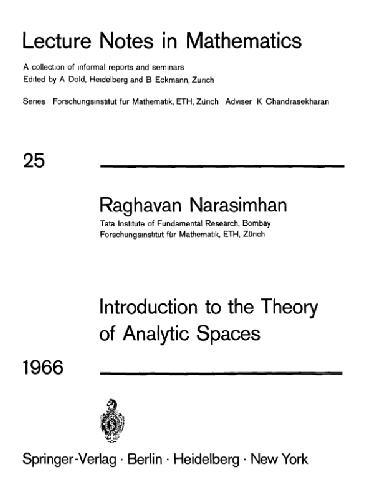 Lecture Notes in Mathematics
A collection of informal reports and seminars
Edited by A Dold, Heidelberg and B Eckmann, Zurich
Series Forschungsinstitut für Mathematik, ETH, Zürich Adviser K Chandrasekharan
25
Raghavan Narasimhan
Tata Institute of Fundamental Research, Bombay
Forschungsinstitut für Mathematik, ETH, Zürich
Introduction to the Theory
of Analytic Spaces
1966
Springer-Verlag · Berlin · Heidelberg · New York